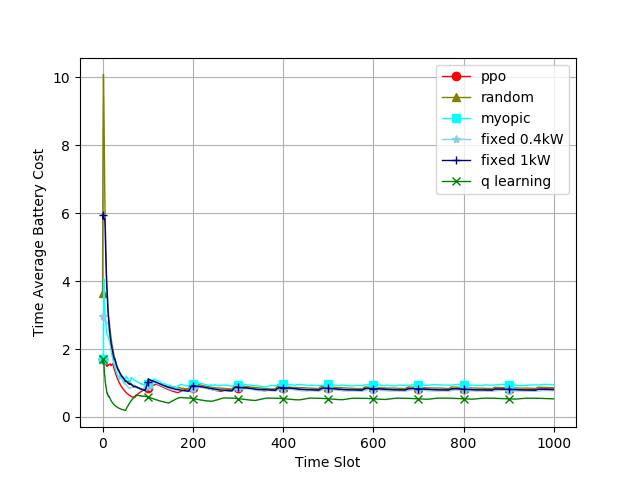 10
8
6
4
2
0
Time Average Battery Cost
ppo
random
myopic
fixed 0.4kW
fixed 1kW
q learning
0 200 400 600 800 1000
Time Slot